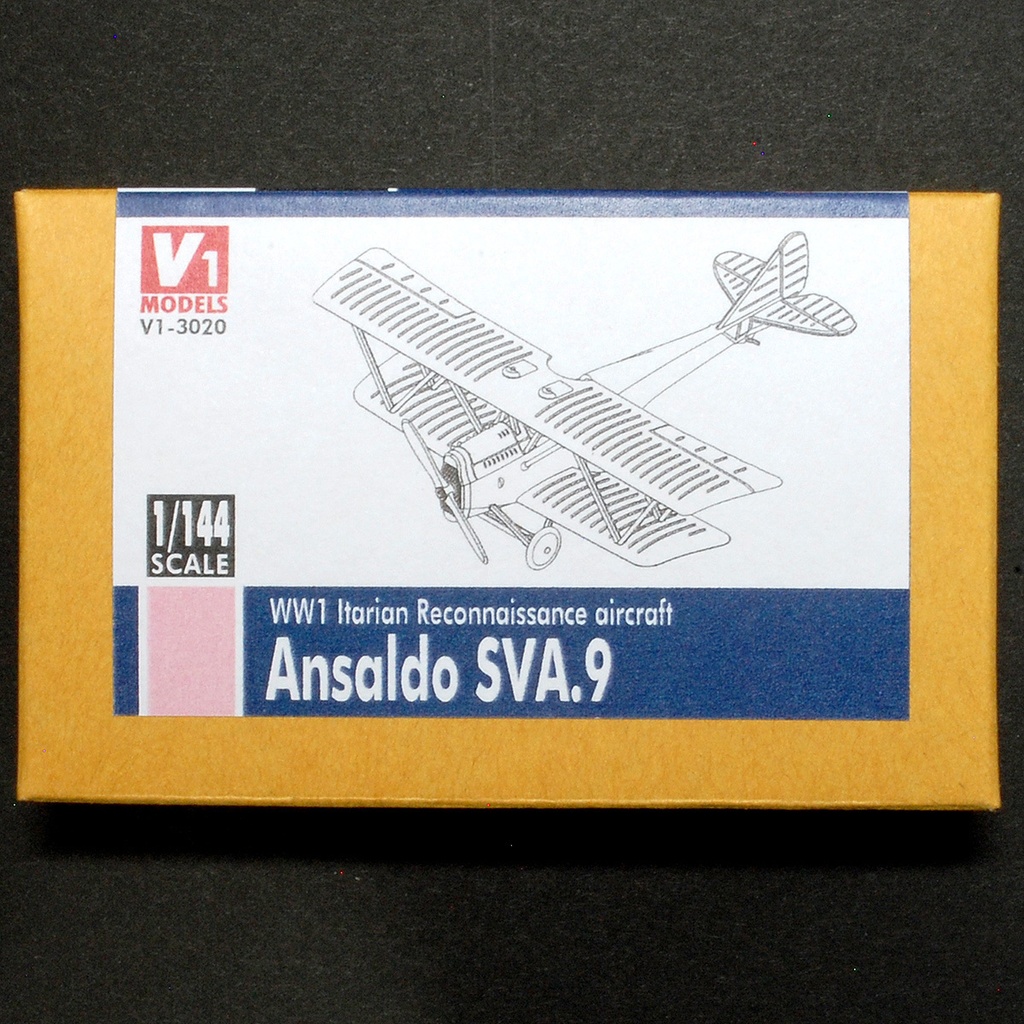 V1
MODELS
V1-3020
1/144
SCALE
WW1 Itarian Reconnaissance aircraft
Ansaldo SVA.9